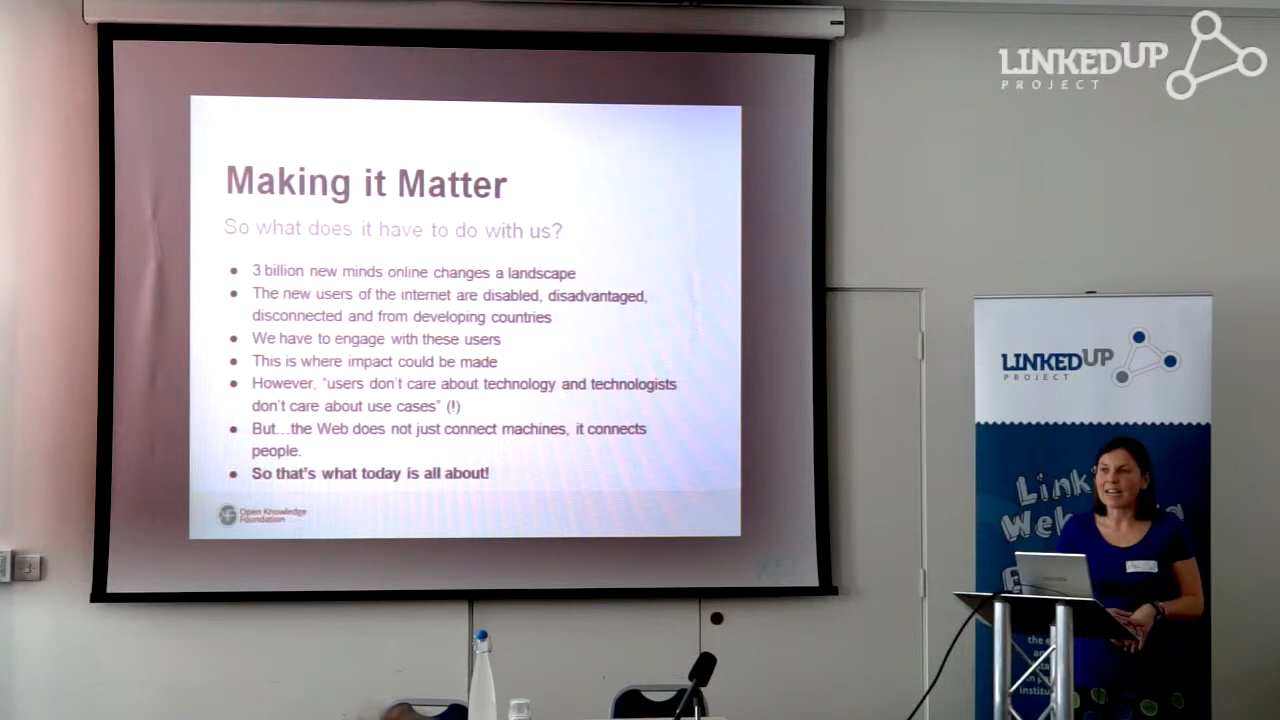 LINKEDUP
PROJECT
Making it Matter
So what does it have to do with us?
● 3 billion new minds online changes a landscape
● The new users of the internet are disabled, disadvantaged,
disconnected and from developing countries
● We have to engage with these users
● This is where impact could be made
● However, “users don’t care about technology and technologists
don’t care about use cases” (!)
● But…the Web does not just connect machines, it connects
people.
● So that's what today is all about!
Open Knowledge
Foundation
LINKEDUP
PROJECT
Link
Web
the e